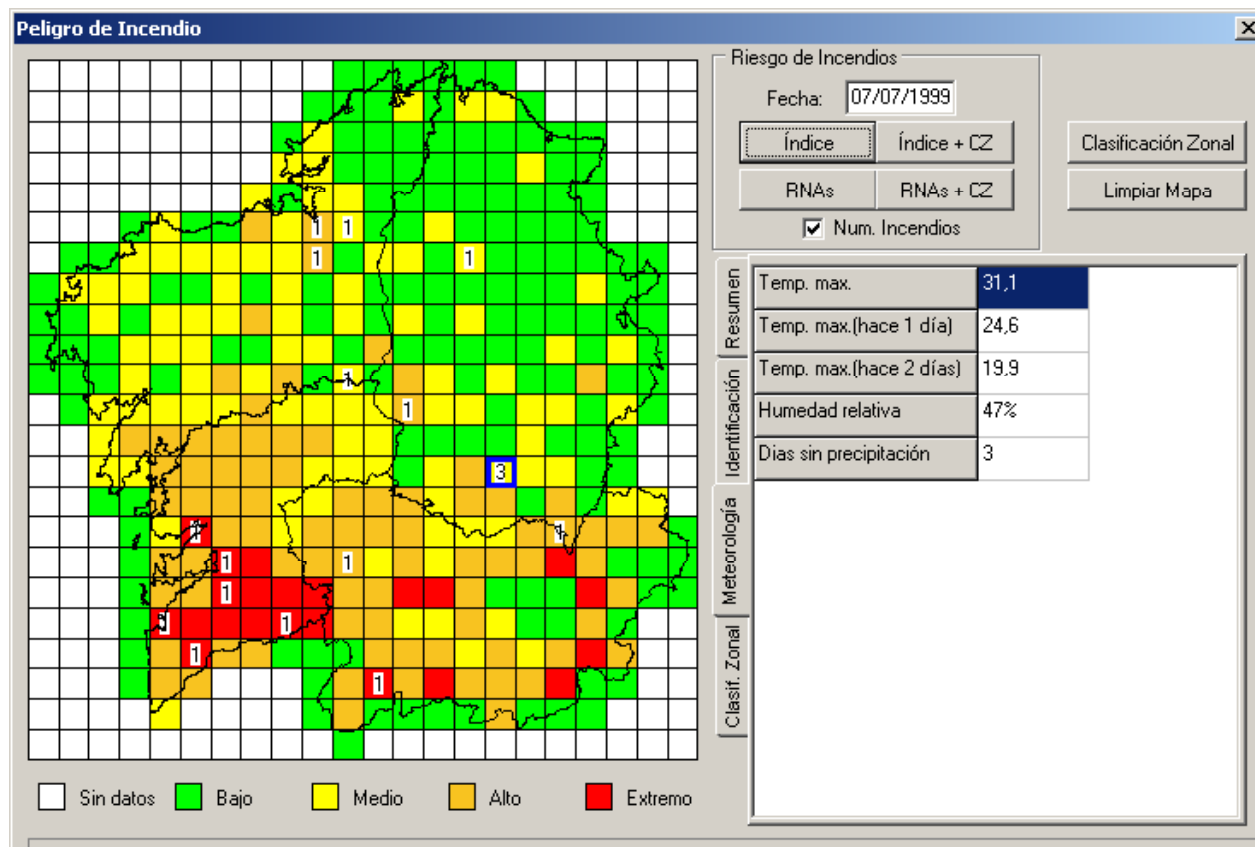 Peligro de Incendio
Riesgo de Incendios
Fecha: 07/07/1999
Índice
Índice + CZ
Clasificación Zonal
RNAs
RNAs + CZ
Limpiar Mapa
Num. Incendios
Resumen
Identificación
Meteorología
Clasif. Zonal
Temp. max. 31,1
Temp. max.(hace 1 día) 24,6
Temp. max.(hace 2 días) 19.9
Humedad relativa 47%
Dias sin precipitación 3
1 1
1 1
1
1
3
1 1
1 1
1
1 1
1
1
Sin datos Bajo Medio Alto Extremo